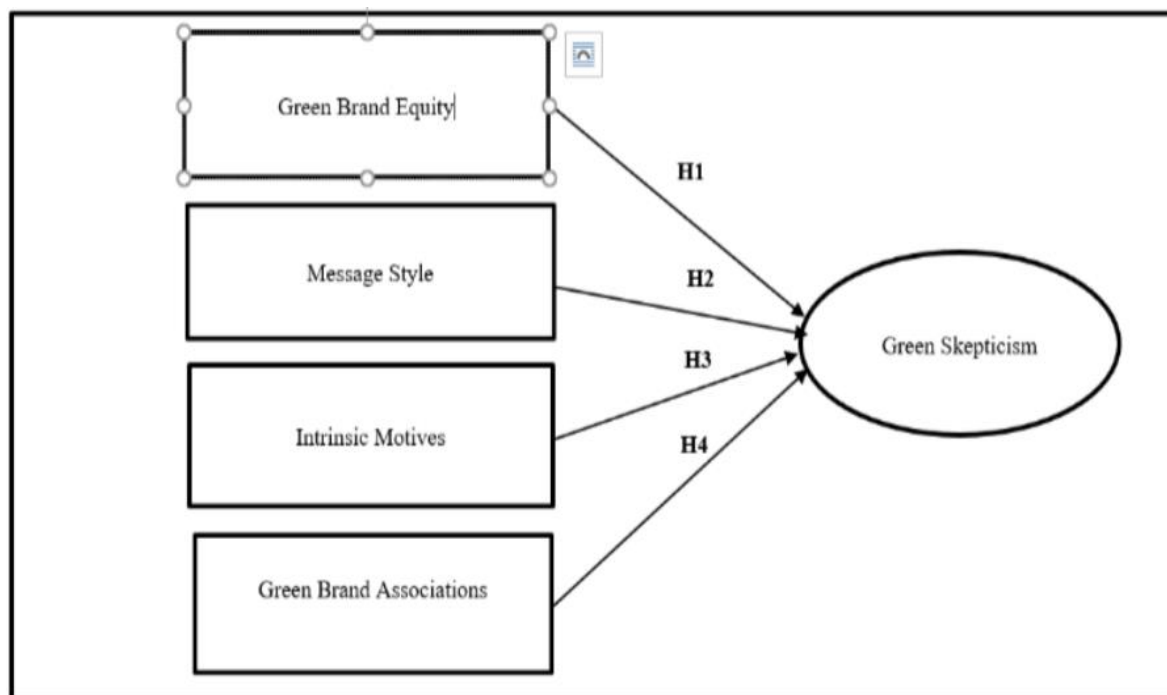 Green Brand Equity
H1
Message Style
H2
Green Skepticism
H3
Intrinsic Motives
H4
Green Brand Associations